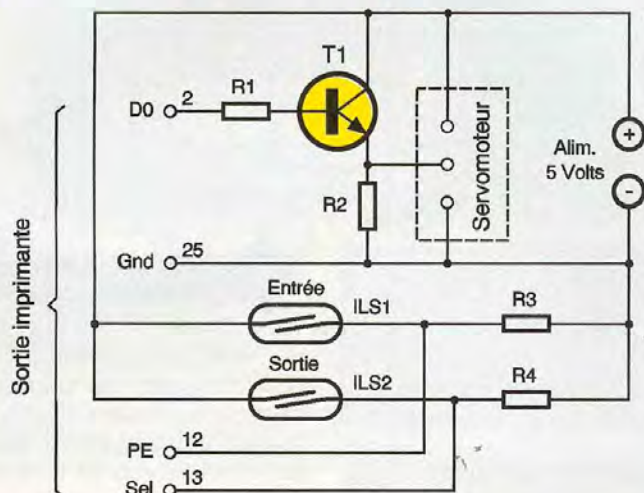 T1
R1
D0
2
Alim.
5 Volts
+
-
Servomoteur
R2
Sortie imprimante
Gnd
25
Entrée
ILS1
R3
Sortie
ILS2
R4
PE
12
Sel
13